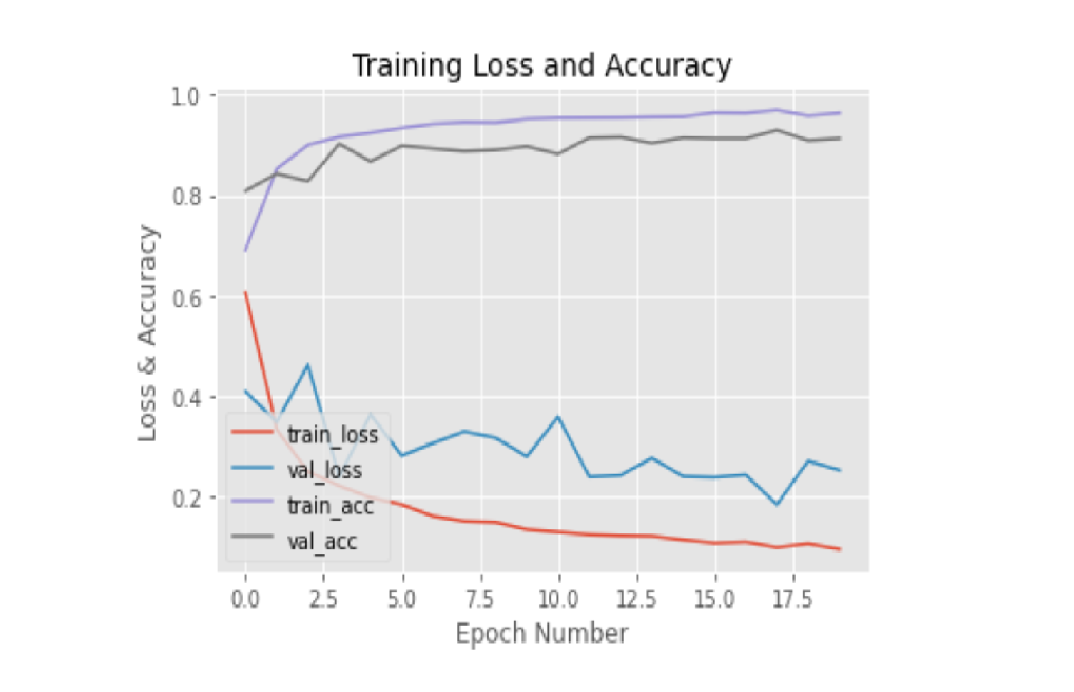 Training Loss and Accuracy
1.0
0.8
0.6
0.4
0.2
Loss & Accuracy
train_loss
val_loss
train_acc
val_acc
0.0 2.5 5.0 7.5 10.0 12.5 15.0 17.5
Epoch Number